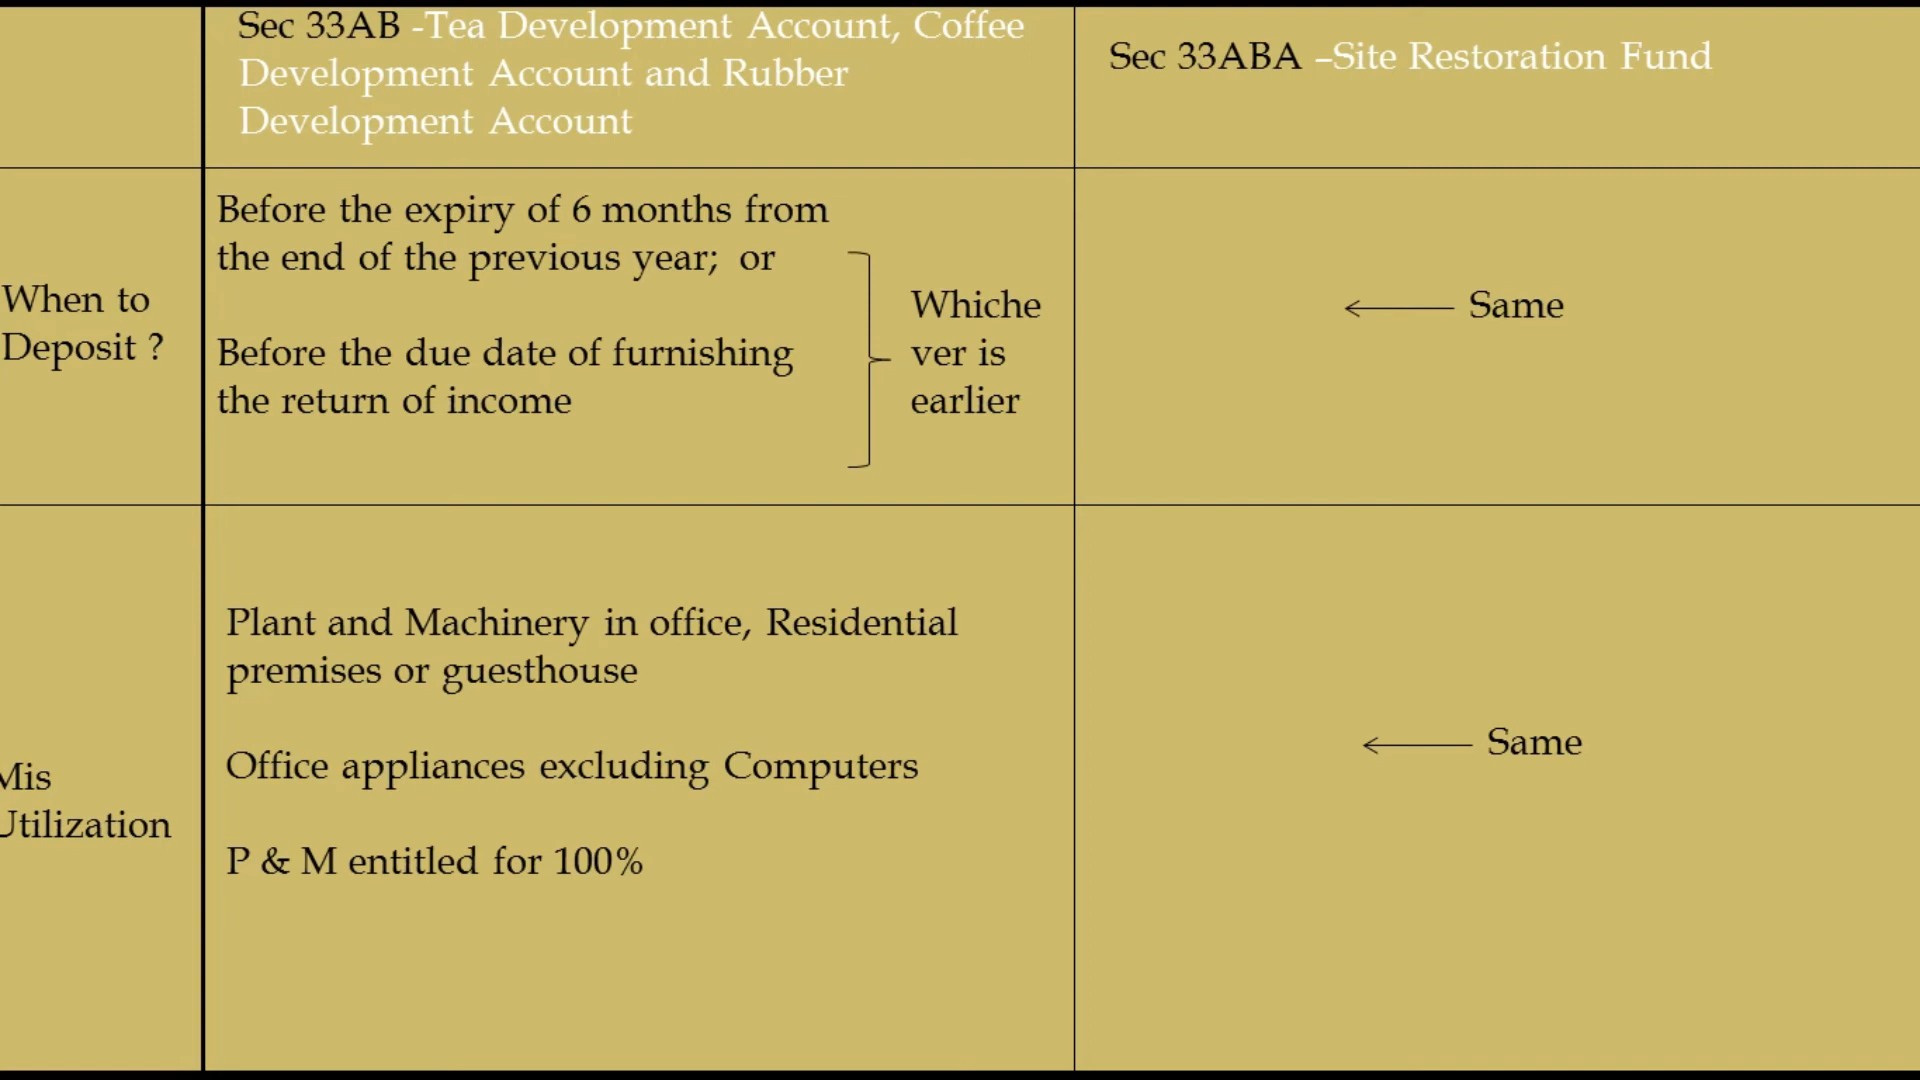 Sec 33AB -Tea Development Account, Coffee
Development Account and Rubber
Development Account
Sec 33ABA –Site Restoration Fund
When to
Deposit ?
Before the expiry of 6 months from
the end of the previous year; or
Before the due date of furnishing
the return of income
Whiche
ver is
earlier
Same
Mis
Utilization
Plant and Machinery in office, Residential
premises or guesthouse
Office appliances excluding Computers
P & M entitled for 100%
Same